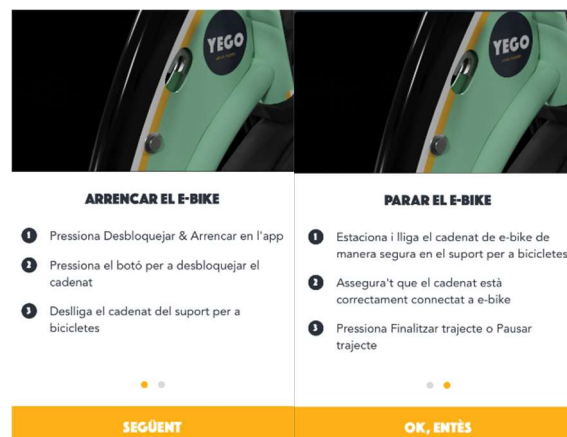 YEGO
ARRENCAR EL E-BIKE
1 Pressiona Desbloquejar & Arrencar en l'app
2 Pressiona el botó per a desbloquejar el
cadenat
3 Deslliga el cadenat del suport per a
bicicletes
SEGÜENT
YEGO
PARAR EL E-BIKE
1 Estaciona i lliga el cadenat de e-bike de
manera segura en el suport per a bicicletes
2 Assegura't que el cadenat està
correctament connectat a e-bike
3 Pressiona Finalitzar trajecte o Pausar
trajecte
OK, ENTÈS